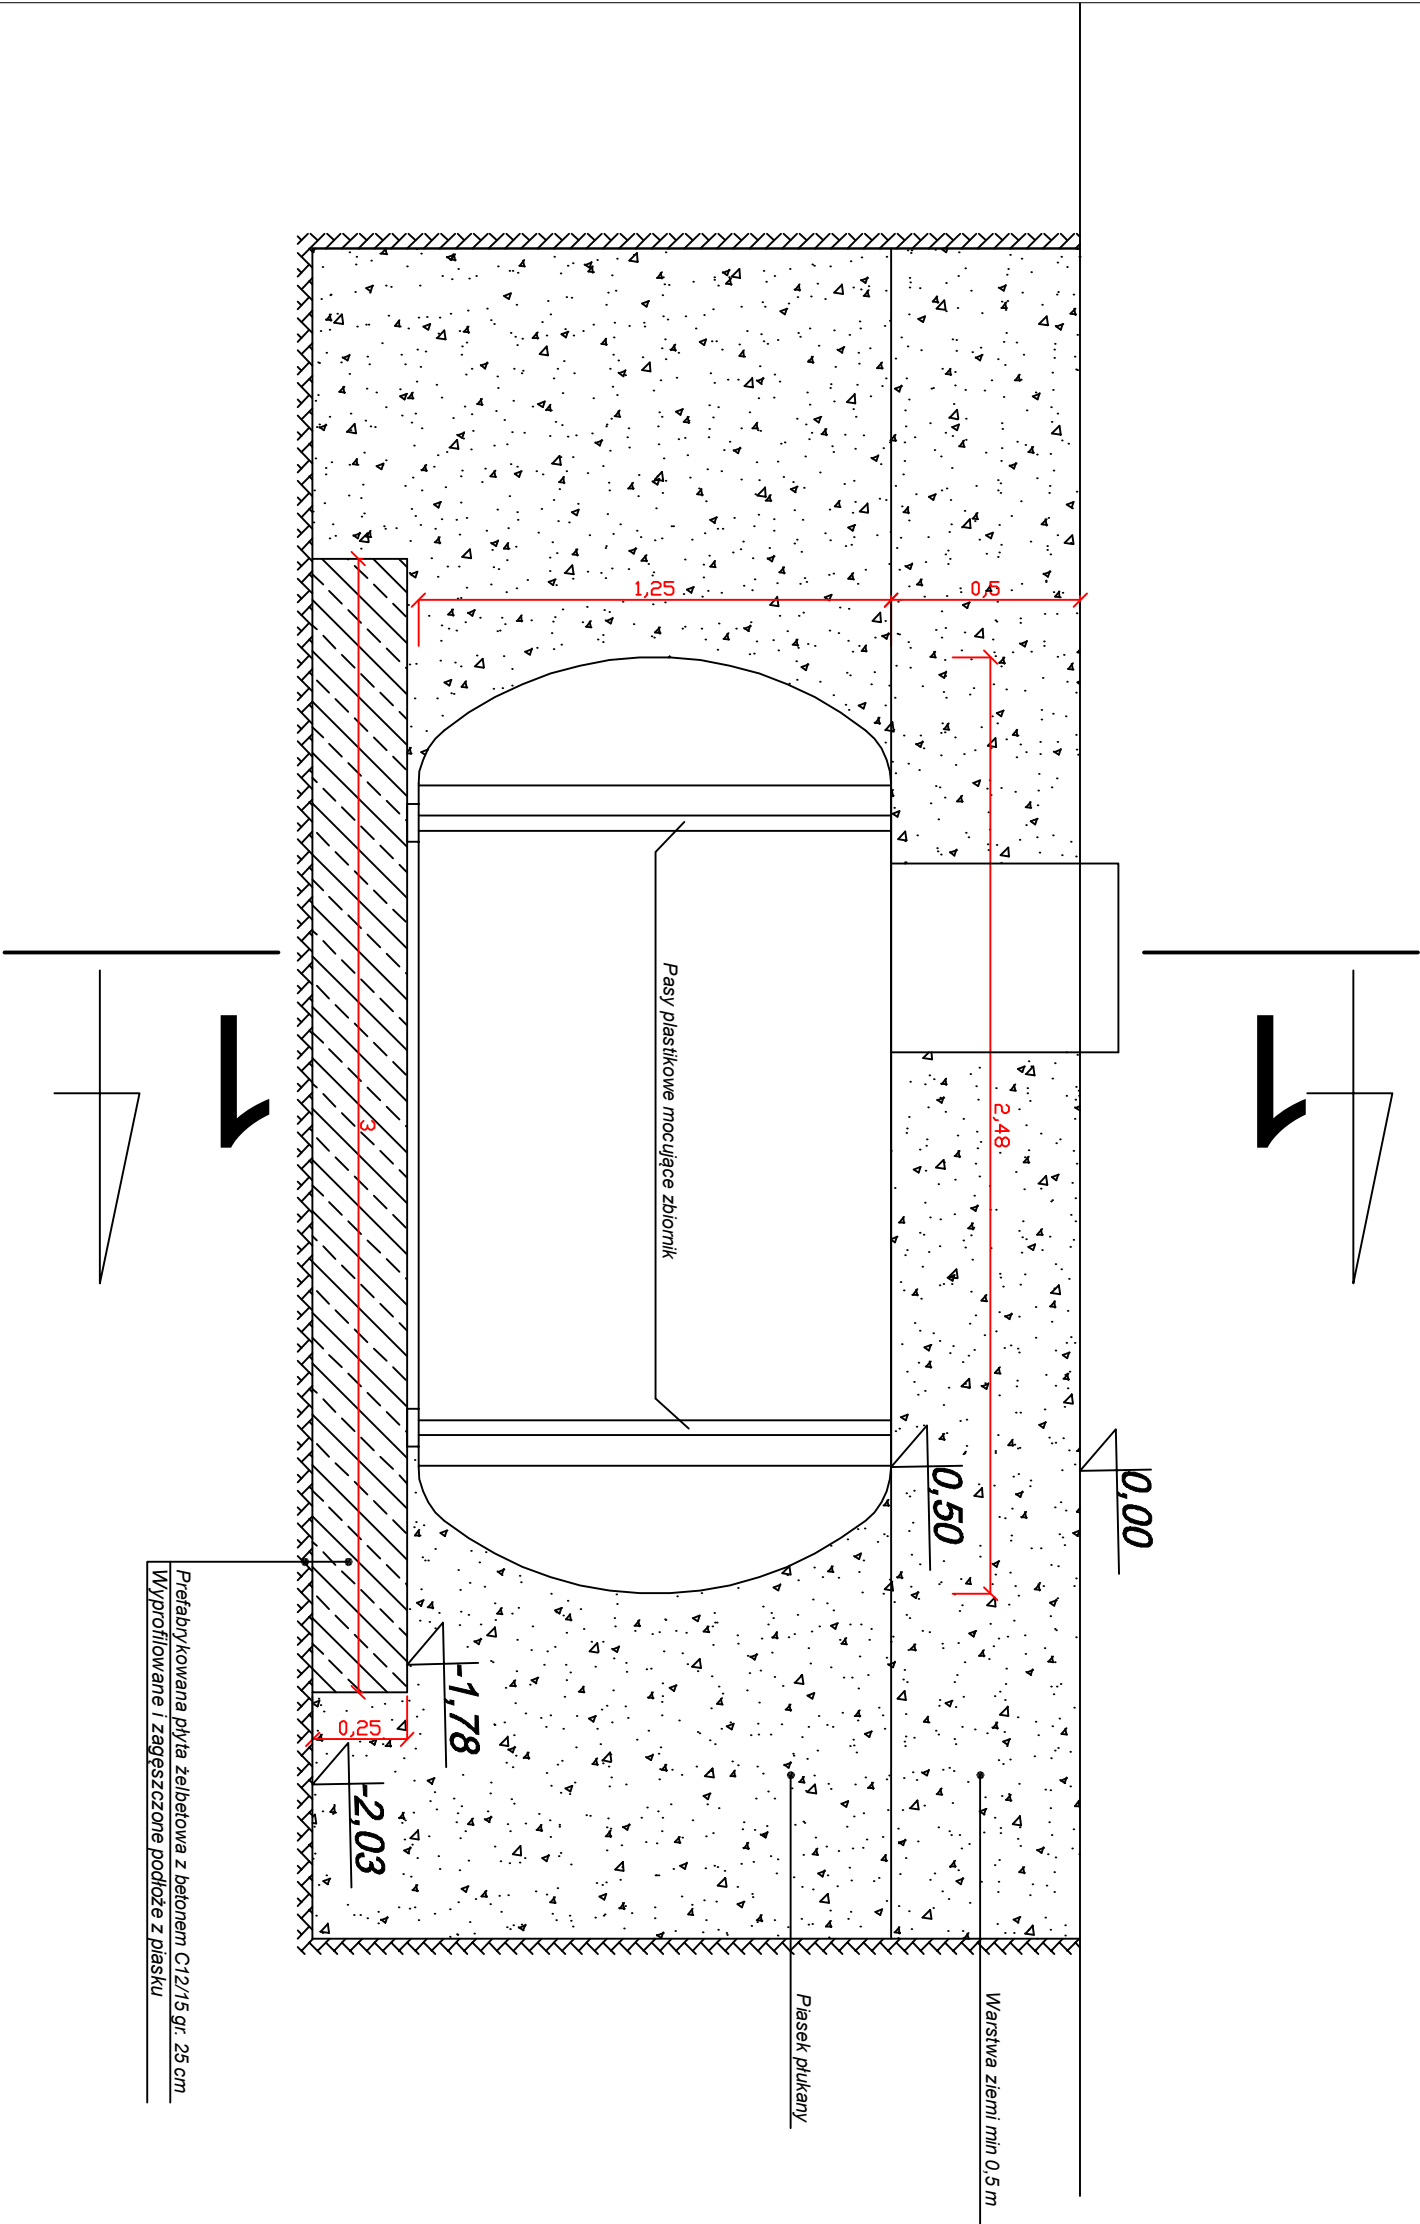 0,00
0,50
-1,78
-2,03
2,48
0,5
1,25
3
0,25
1
1
Pasy plastikowe mocujące zbiornik
Warstwa ziemi min 0,5 m
Piasek płukany
Prefabrykowana płyta żelbetowa z betonem C12/15 gr. 25 cm
Wyprofilowane i zagęszczone podłoże z piasku